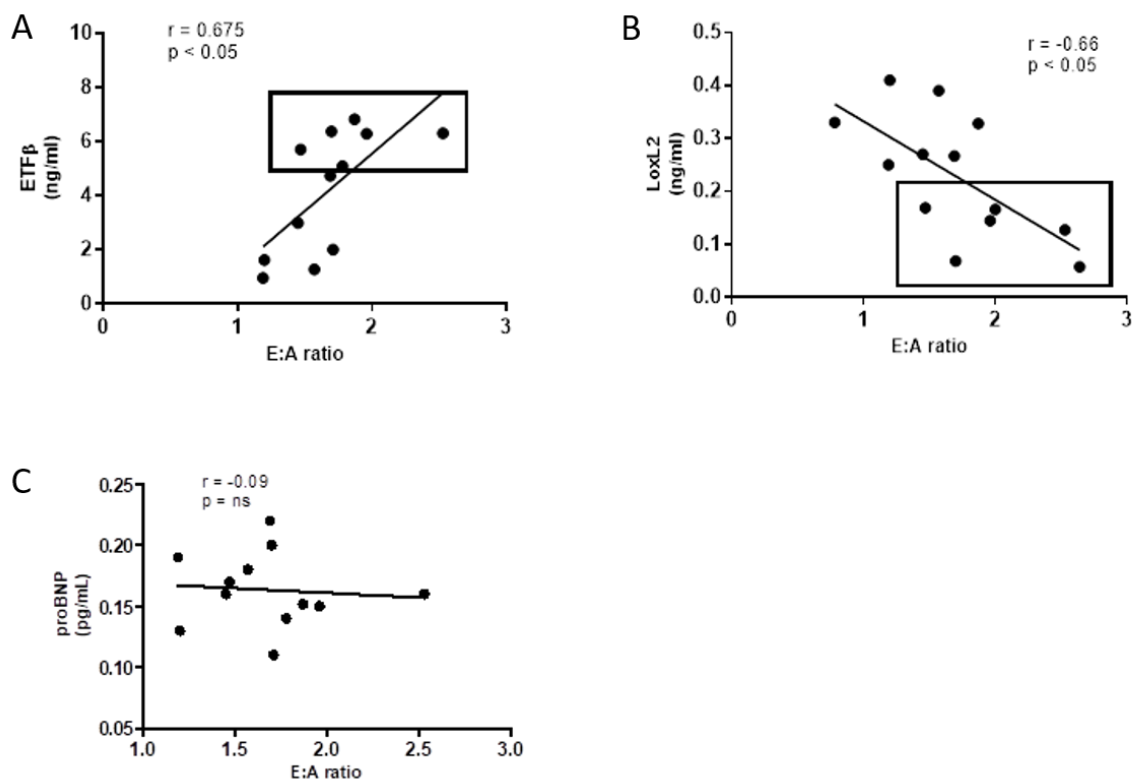 A
r = 0.675
p < 0.05
10
8
6
4
2
0
ETFβ
(ng/ml)
0
1
2
3
E:A ratio
B
r = -0.66
p < 0.05
0.5
0.4
0.3
0.2
0.1
0.0
LoxL2
(ng/ml)
0
1
2
3
E:A ratio
C
r = -0.09
p = ns
0.25
0.20
0.15
0.10
0.05
proBNP
(pg/mL)
1.0
1.5
2.0
2.5
3.0
E:A ratio